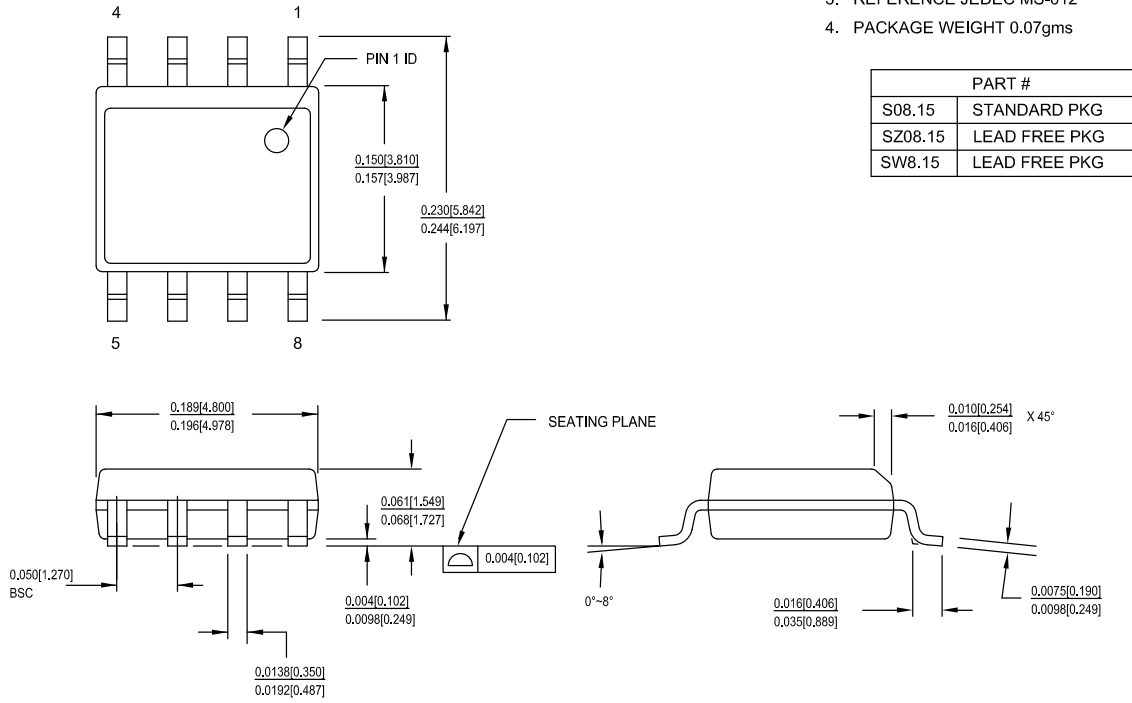 3. REFERENCE JEDEC MS-012
4. PACKAGE WEIGHT 0.07gms
PART #
S08.15 STANDARD PKG
SZ08.15 LEAD FREE PKG
SW8.15 LEAD FREE PKG
4 1
PIN 1 ID
0.150[3.810]
0.157[3.987]
0.230[5.842]
0.244[6.197]
5 8
0.189[4.800]
0.196[4.978]
SEATING PLANE
0.010[0.254]
0.016[0.406]
X 45°
0.061[1.549]
0.068[1.727]
0.004[0.102]
0.050[1.270]
BSC
0.004[0.102]
0.0098[0.249]
0°~8°
0.016[0.406]
0.035[0.889]
0.0075[0.190]
0.0098[0.249]
0.0138[0.350]
0.0192[0.487]